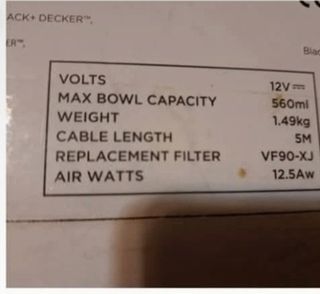 ACK+ DECKER™,
ER™,
Blac
VOLTS 12V⎓
MAX BOWL CAPACITY 560ml
WEIGHT 1.49kg
CABLE LENGTH 5M
REPLACEMENT FILTER VF90-XJ
AIR WATTS 12.5Aw